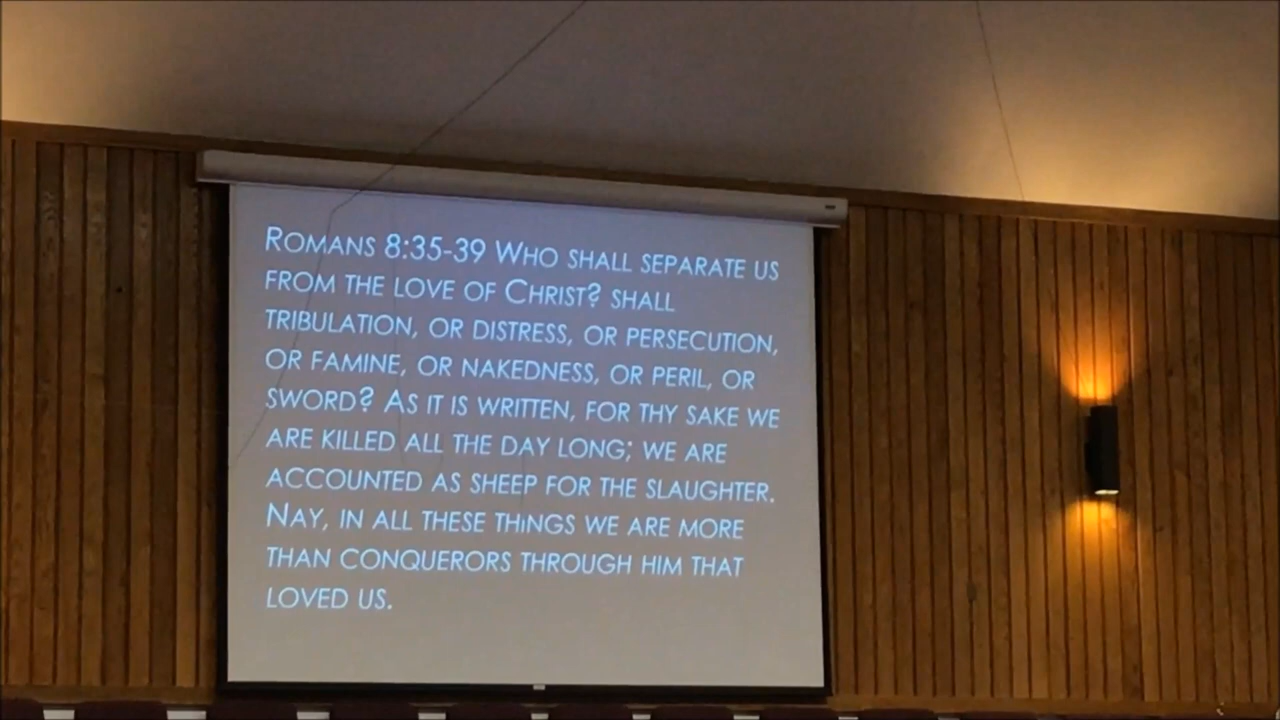 ROMANS 8:35-39 WHO SHALL SEPARATE US
FROM THE LOVE OF CHRIST? SHALL
TRIBULATION, OR DISTRESS, OR PERSECUTION,
OR FAMINE, OR NAKEDNESS, OR PERIL, OR
SWORD? AS IT IS WRITTEN, FOR THY SAKE WE
ARE KILLED ALL THE DAY LONG; WE ARE
ACCOUNTED AS SHEEP FOR THE SLAUGHTER.
NAY, IN ALL THESE THINGS WE ARE MORE
THAN CONQUERORS THROUGH HIM THAT
LOVED US.